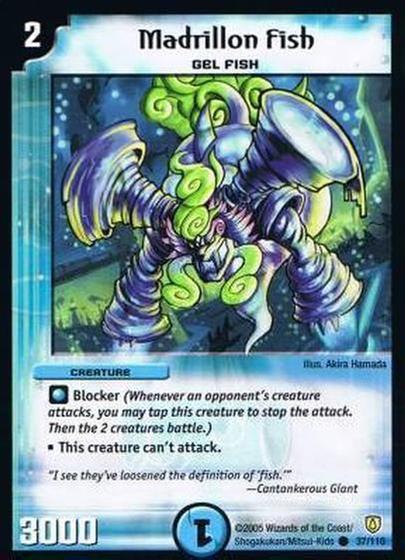 2
Madrillon Fish
GEL FISH
Illus. Akira Hamada
CREATURE
Blocker (Whenever an opponent's creature
attacks, you may tap this creature to stop the attack.
Then the 2 creatures battle.)
▪ This creature can't attack.
"I see they've loosened the definition of 'fish.'"
—Cantankerous Giant
3000
1
©2005 Wizards of the Coast/
Shogakukan/Mitsui-Kids ● 37/110